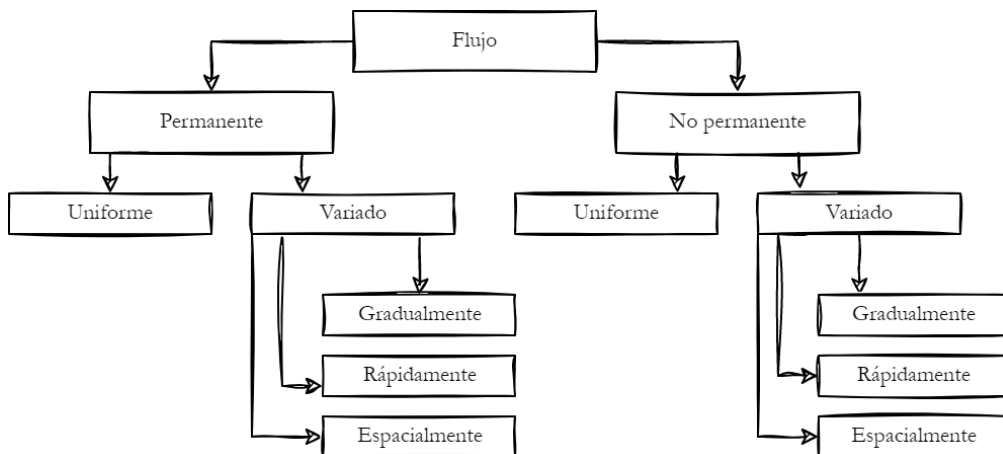 Flujo
Permanente
No permanente
Uniforme
Variado
Uniforme
Variado
Gradualmente
Gradualmente
Rápidamente
Rápidamente
Espacialmente
Espacialmente